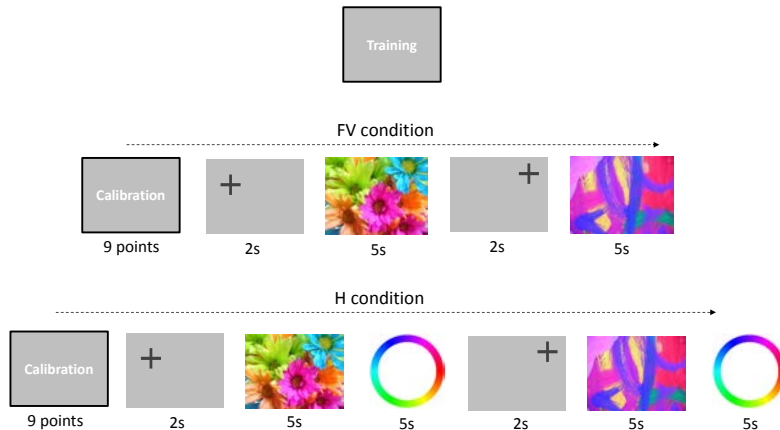 Training
FV condition
Calibration
9 points
2s
5s
2s
5s
H condition
Calibration
9 points
2s
5s
5s
2s
5s
5s